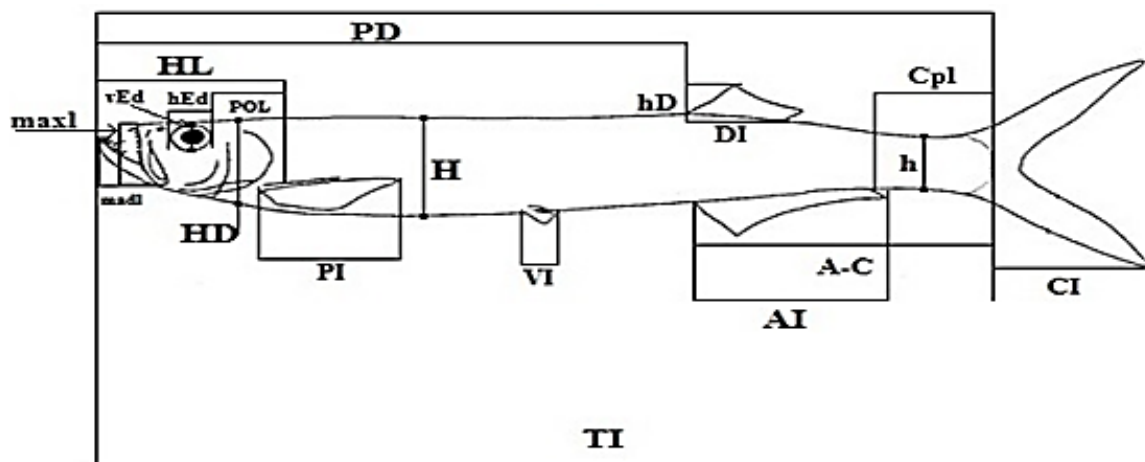 PD
HL
Cpl
vEd
hEd
POL
hD
maxl
DI
H
h
madl
HD
PI
VI
A-C
CI
AI
TI